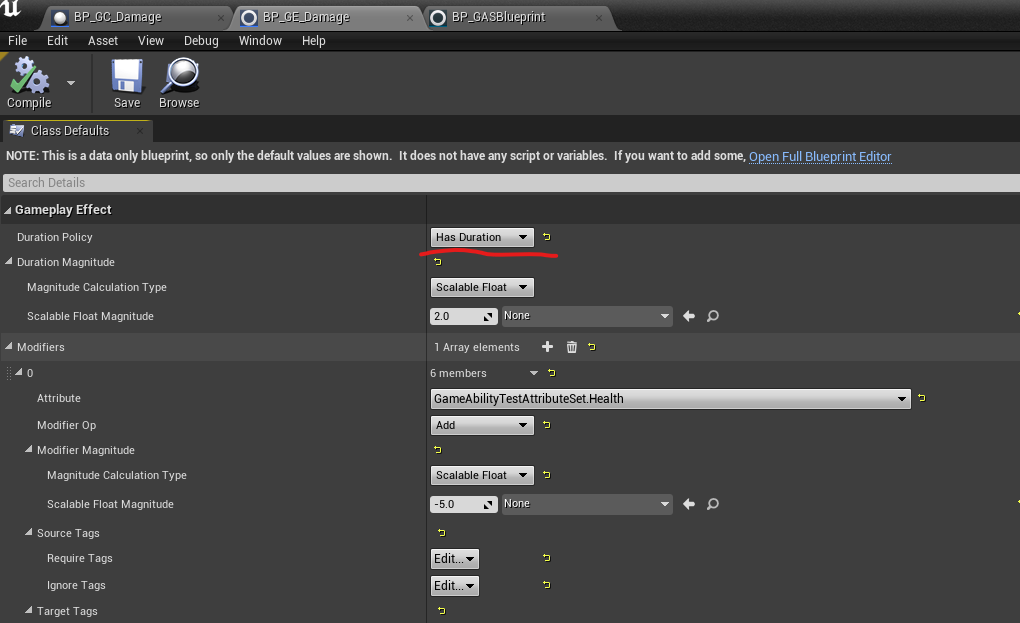 BP_GC_Damage
BP_GE_Damage
BP_GASBlueprint
File Edit Asset View Debug Window Help
Compile
Save
Browse
Class Defaults
NOTE: This is a data only blueprint, so only the default values are shown. It does not have any script or variables. If you want to add some, Open Full Blueprint Editor
Search Details
Gameplay Effect
Duration Policy Has Duration
Duration Magnitude
Magnitude Calculation Type Scalable Float
Scalable Float Magnitude 2.0 None
Modifiers 1 Array elements
0 6 members
Attribute GameAbilityTestAttributeSet.Health
Modifier Op Add
Modifier Magnitude
Magnitude Calculation Type Scalable Float
Scalable Float Magnitude -5.0 None
Source Tags
Require Tags Edit...
Ignore Tags Edit...
Target Tags